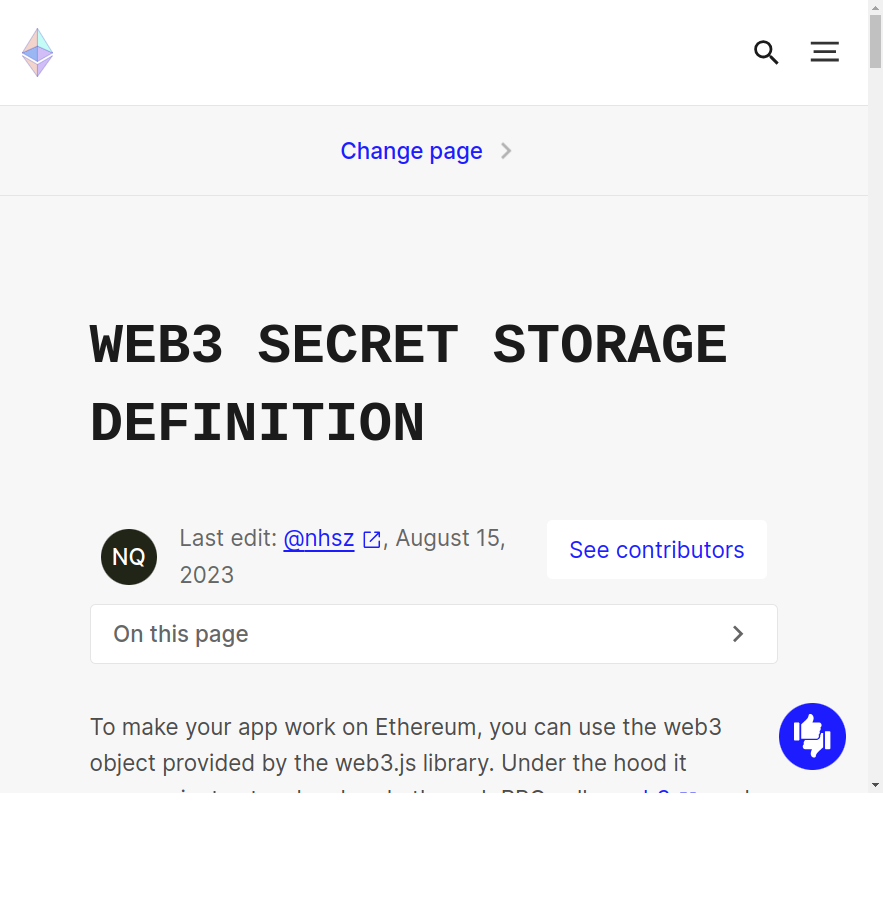 Change page
WEB3 SECRET STORAGE
DEFINITION
NQ
Last edit: @nhsz, August 15,
2023
See contributors
On this page
To make your app work on Ethereum, you can use the web3
object provided by the web3.js library. Under the hood it